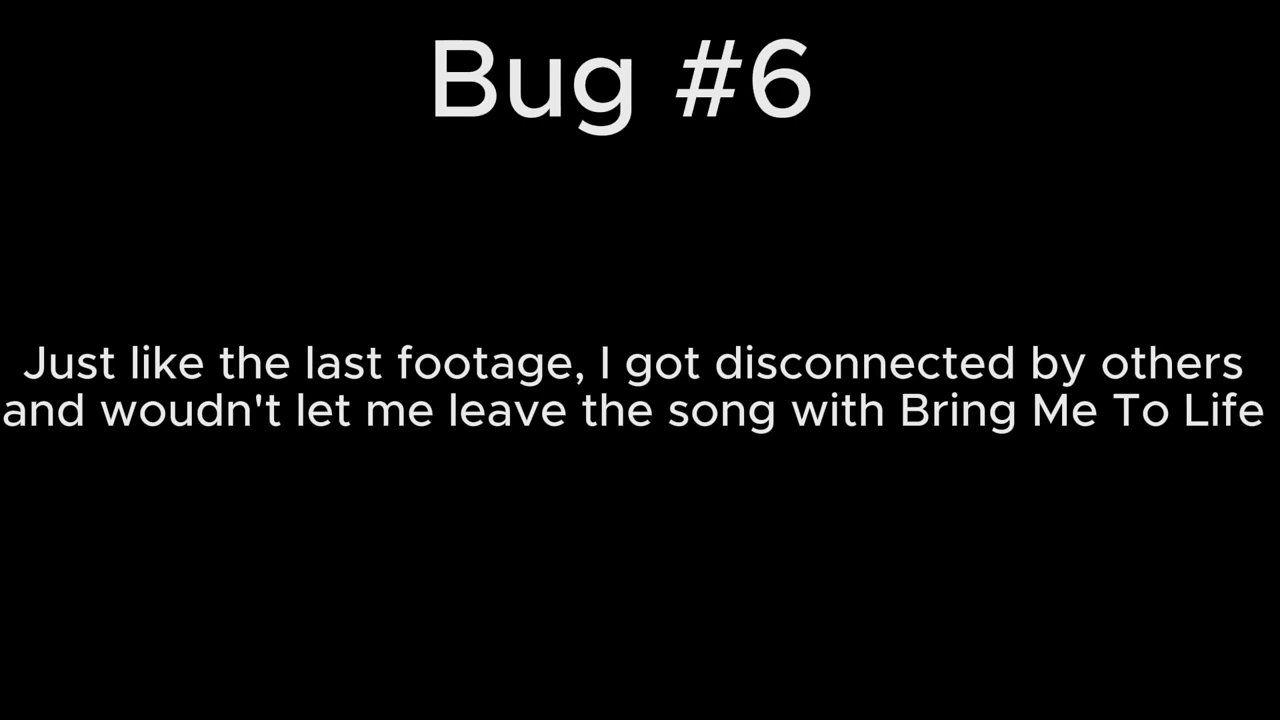 Bug #6
Just like the last footage, I got disconnected by others
and woudn't let me leave the song with Bring Me To Life